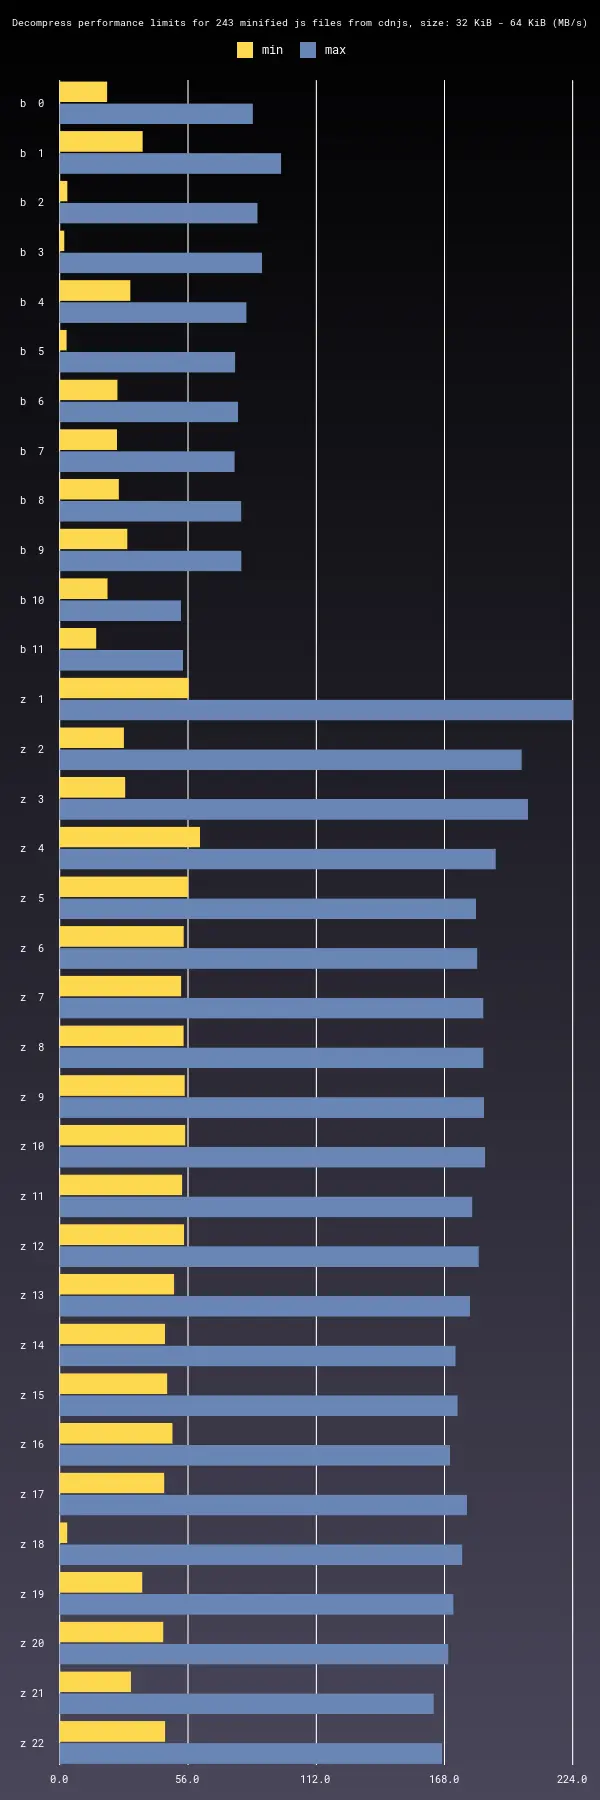 Decompress performance limits for 243 minified js files from cdnjs, size: 32 KiB - 64 KiB (MB/s)
min max
b 0
b 1
b 2
b 3
b 4
b 5
b 6
b 7
b 8
b 9
b 10
b 11
z 1
z 2
z 3
z 4
z 5
z 6
z 7
z 8
z 9
z 10
z 11
z 12
z 13
z 14
z 15
z 16
z 17
z 18
z 19
z 20
z 21
z 22
0.0 56.0 112.0 168.0 224.0